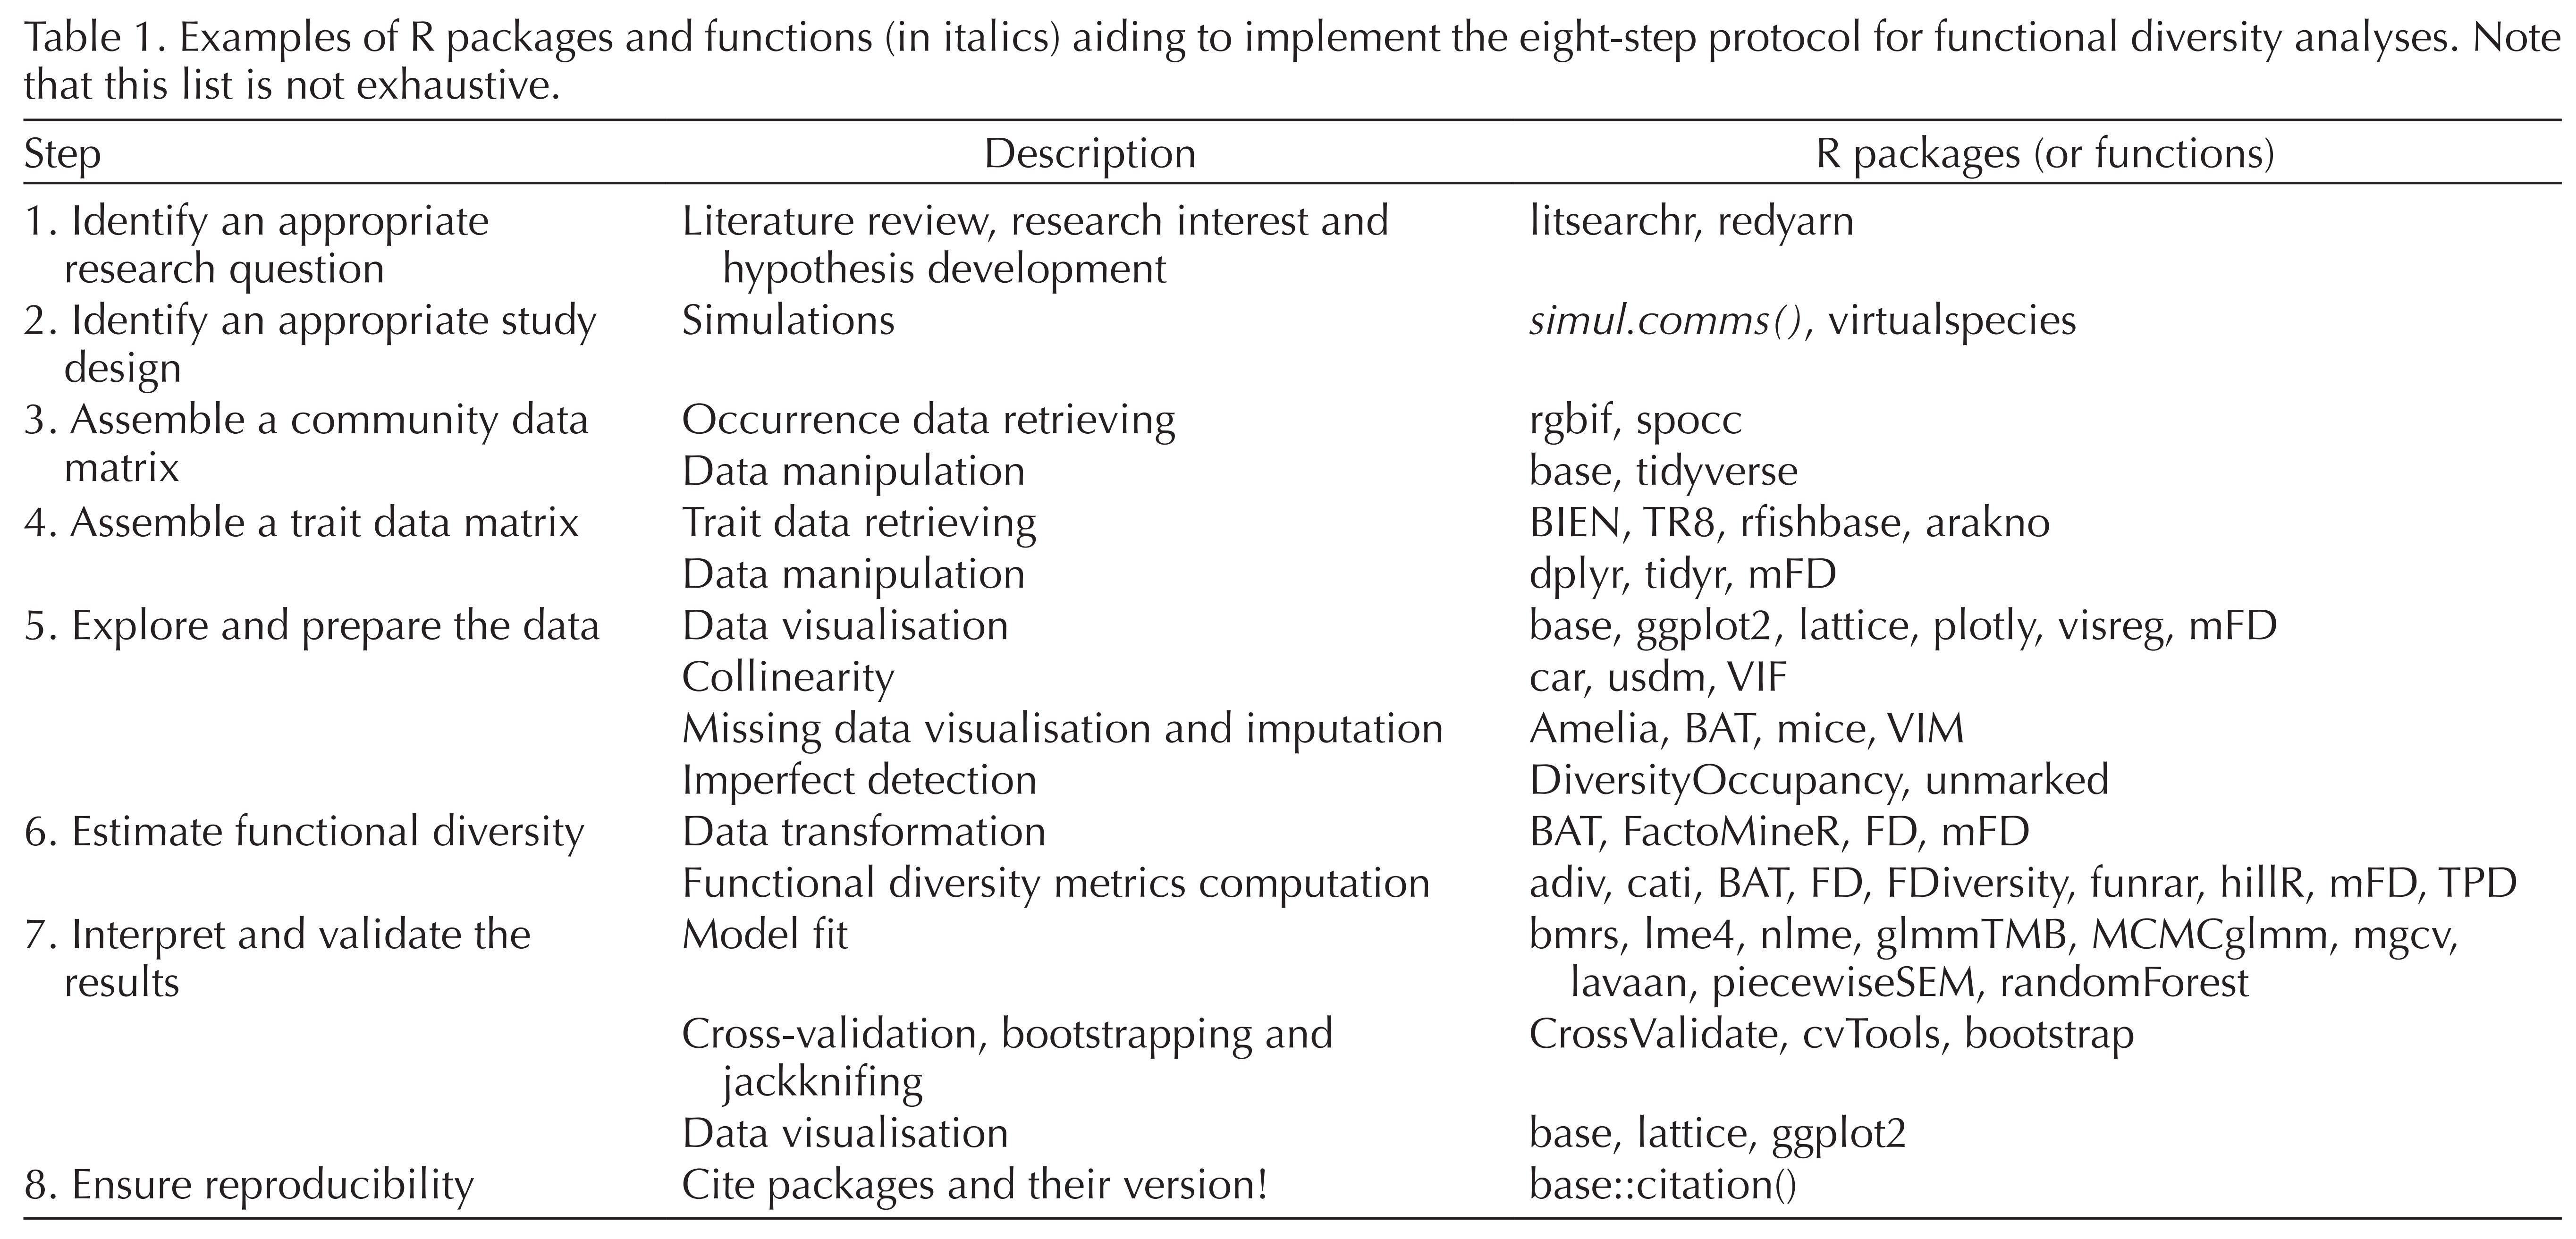 Table 1. Examples of R packages and functions (in italics) aiding to implement the eight-step protocol for functional diversity analyses. Note
that this list is not exhaustive.
Step Description R packages (or functions)
1. Identify an appropriate Literature review, research interest and litsearchr, redyarn
research question hypothesis development
2. Identify an appropriate study Simulations simul.comms(), virtualspecies
design
3. Assemble a community data Occurrence data retrieving rgbif, spocc
matrix Data manipulation base, tidyverse
4. Assemble a trait data matrix Trait data retrieving BIEN, TR8, rfishbase, arakno
Data manipulation dplyr, tidyr, mFD
5. Explore and prepare the data Data visualisation base, ggplot2, lattice, plotly, visreg, mFD
Collinearity car, usdm, VIF
Missing data visualisation and imputation Amelia, BAT, mice, VIM
Imperfect detection DiversityOccupancy, unmarked
6. Estimate functional diversity Data transformation BAT, FactoMineR, FD, mFD
Functional diversity metrics computation adiv, cati, BAT, FD, FDiversity, funrar, hillR, mFD, TPD
7. Interpret and validate the Model fit bmrs, lme4, nlme, glmmTMB, MCMCglmm, mgcv,
results lavaan, piecewiseSEM, randomForest
Cross-validation, bootstrapping and CrossValidate, cvTools, bootstrap
jackknifing
Data visualisation base, lattice, ggplot2
8. Ensure reproducibility Cite packages and their version! base::citation()